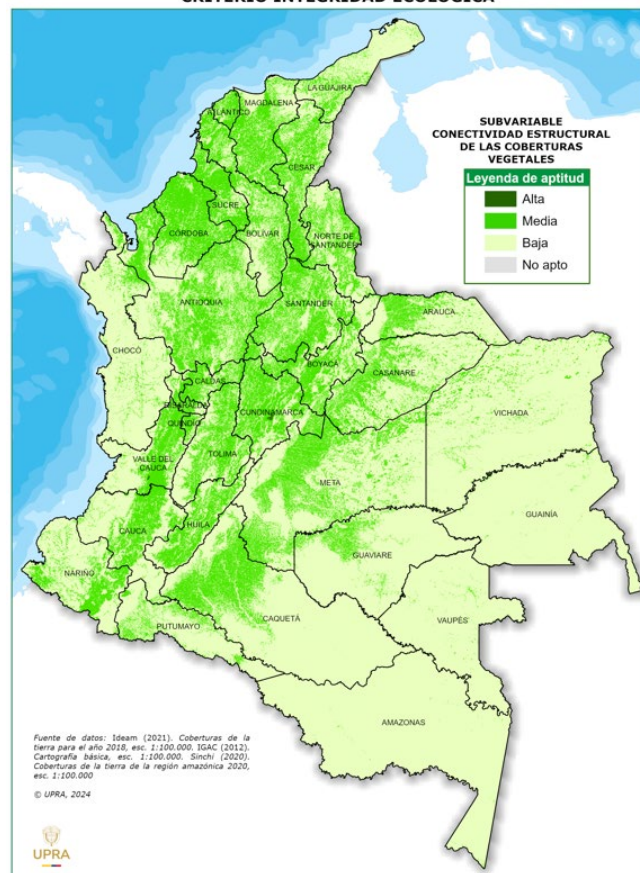 CRITERIO INTEGRIDAD ECOLÓGICA
SUBVARIABLE
CONECTIVIDAD ESTRUCTURAL
DE LAS COBERTURAS
VEGETALES
Leyenda de aptitud
Alta
Media
Baja
No apto
LA GUAJIRA
MAGDALENA
ATLÁNTICO
CESAR
SUCRE
CÓRDOBA
BOLÍVAR
NORTE DE
SANTANDER
ANTIOQUIA
SANTANDER
ARAUCA
CHOCÓ
BOYACÁ
CASANARE
CALDAS
RISARALDA
CUNDINAMARCA
VICHADA
QUINDÍO
TOLIMA
VALLE DEL
CAUCA
META
GUAINÍA
CAUCA
HUILA
GUAVIARE
NARIÑO
CAQUETÁ
VAUPÉS
PUTUMAYO
AMAZONAS
Fuente de datos: Ideam (2021). Coberturas de la
tierra para el año 2018, esc. 1:100.000. IGAC (2012).
Cartografía básica, esc. 1:100.000. Sinchi (2020).
Coberturas de la tierra de la región amazónica 2020,
esc. 1:100.000
© UPRA, 2024
UPRA